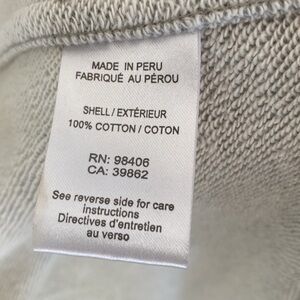 MADE IN PERU
FABRIQUÉ AU PÉROU
SHELL / EXTÉRIEUR
100% COTTON / COTON
RN: 98406
CA: 39862
See reverse side for care
instructions
Directives d'entretien
au verso